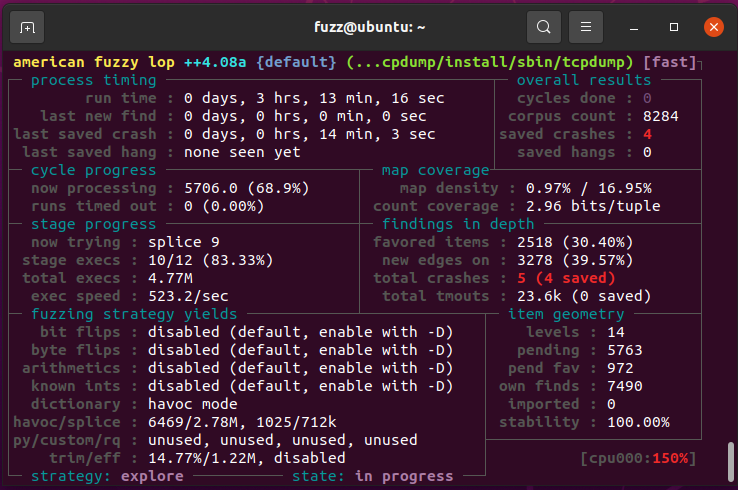 fuzz@ubuntu: ~
american fuzzy lop ++4.08a {default} (...cpdump/install/sbin/tcpdump) [fast]
process timing overall results
run time : 0 days, 3 hrs, 13 min, 16 sec cycles done : 0
last new find : 0 days, 0 hrs, 0 min, 0 sec corpus count : 8284
last saved crash : 0 days, 0 hrs, 14 min, 3 sec saved crashes : 4
last saved hang : none seen yet saved hangs : 0
cycle progress map coverage
now processing : 5706.0 (68.9%) map density : 0.97% / 16.95%
runs timed out : 0 (0.00%) count coverage : 2.96 bits/tuple
stage progress findings in depth
now trying : splice 9 favored items : 2518 (30.40%)
stage execs : 10/12 (83.33%) new edges on : 3278 (39.57%)
total execs : 4.77M total crashes : 5 (4 saved)
exec speed : 523.2/sec total tmouts : 23.6k (0 saved)
fuzzing strategy yields item geometry
bit flips : disabled (default, enable with -D) levels : 14
byte flips : disabled (default, enable with -D) pending : 5763
arithmetics : disabled (default, enable with -D) pend fav : 972
known ints : disabled (default, enable with -D) own finds : 7490
dictionary : havoc mode imported : 0
havoc/splice : 6469/2.78M, 1025/712k stability : 100.00%
py/custom/rq : unused, unused, unused, unused
trim/eff : 14.77%/1.22M, disabled [cpu000:150%]
strategy: explore state: in progress